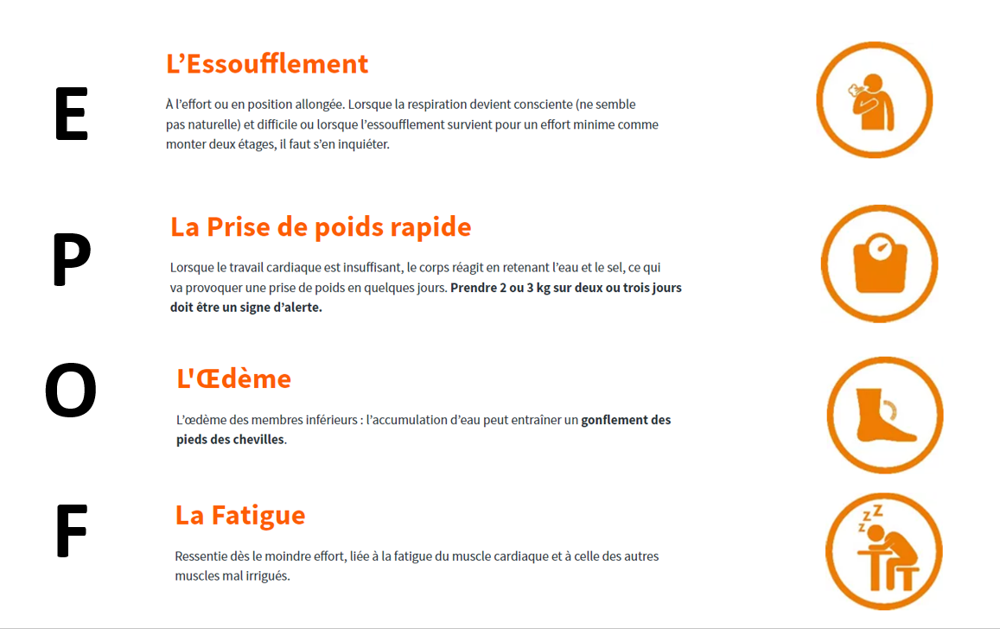 L’Essoufflement
E
À l’effort ou en position allongée. Lorsque la respiration devient consciente (ne semble
pas naturelle) et difficile ou lorsque l’essoufflement survient pour un effort minime comme
monter deux étages, il faut s’en inquiéter.
La Prise de poids rapide
P
Lorsque le travail cardiaque est insuffisant, le corps réagit en retenant l’eau et le sel, ce qui
va provoquer une prise de poids en quelques jours. Prendre 2 ou 3 kg sur deux ou trois jours
doit être un signe d’alerte.
L'Œdème
O
L’œdème des membres inférieurs : l’accumulation d’eau peut entraîner un gonflement des
pieds des chevilles.
La Fatigue
F
Ressentie dès le moindre effort, liée à la fatigue du muscle cardiaque et à celle des autres
muscles mal irrigués.
z z Z